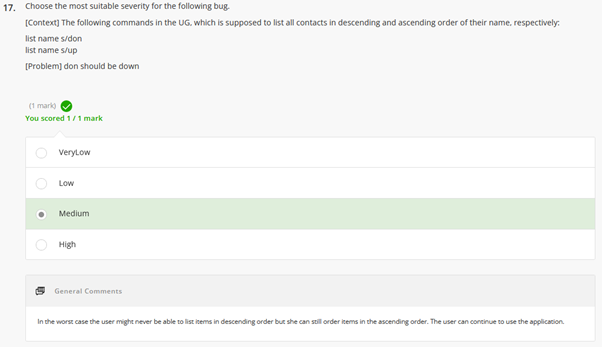 17. Choose the most suitable severity for the following bug.
[Context] The following commands in the UG, which is supposed to list all contacts in descending and ascending order of their name, respectively:
list name s/don
list name s/up
[Problem] don should be down
(1 mark)
You scored 1 / 1 mark
VeryLow
Low
Medium
High
General Comments
In the worst case the user might never be able to list items in descending order but she can still order items in the ascending order. The user can continue to use the application.